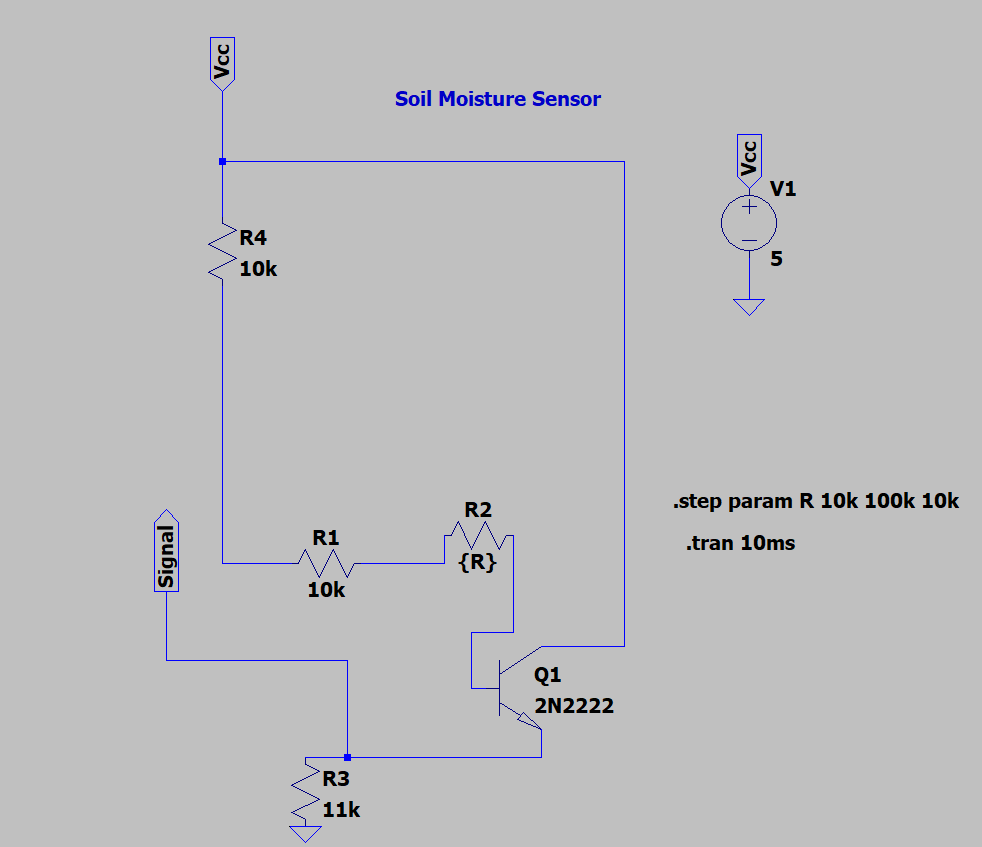 Vcc
Soil Moisture Sensor
Vcc
V1
+
−
5
R4
10k
R2
{R}
R1
10k
.step param R 10k 100k 10k
.tran 10ms
Signal
Q1
2N2222
R3
11k